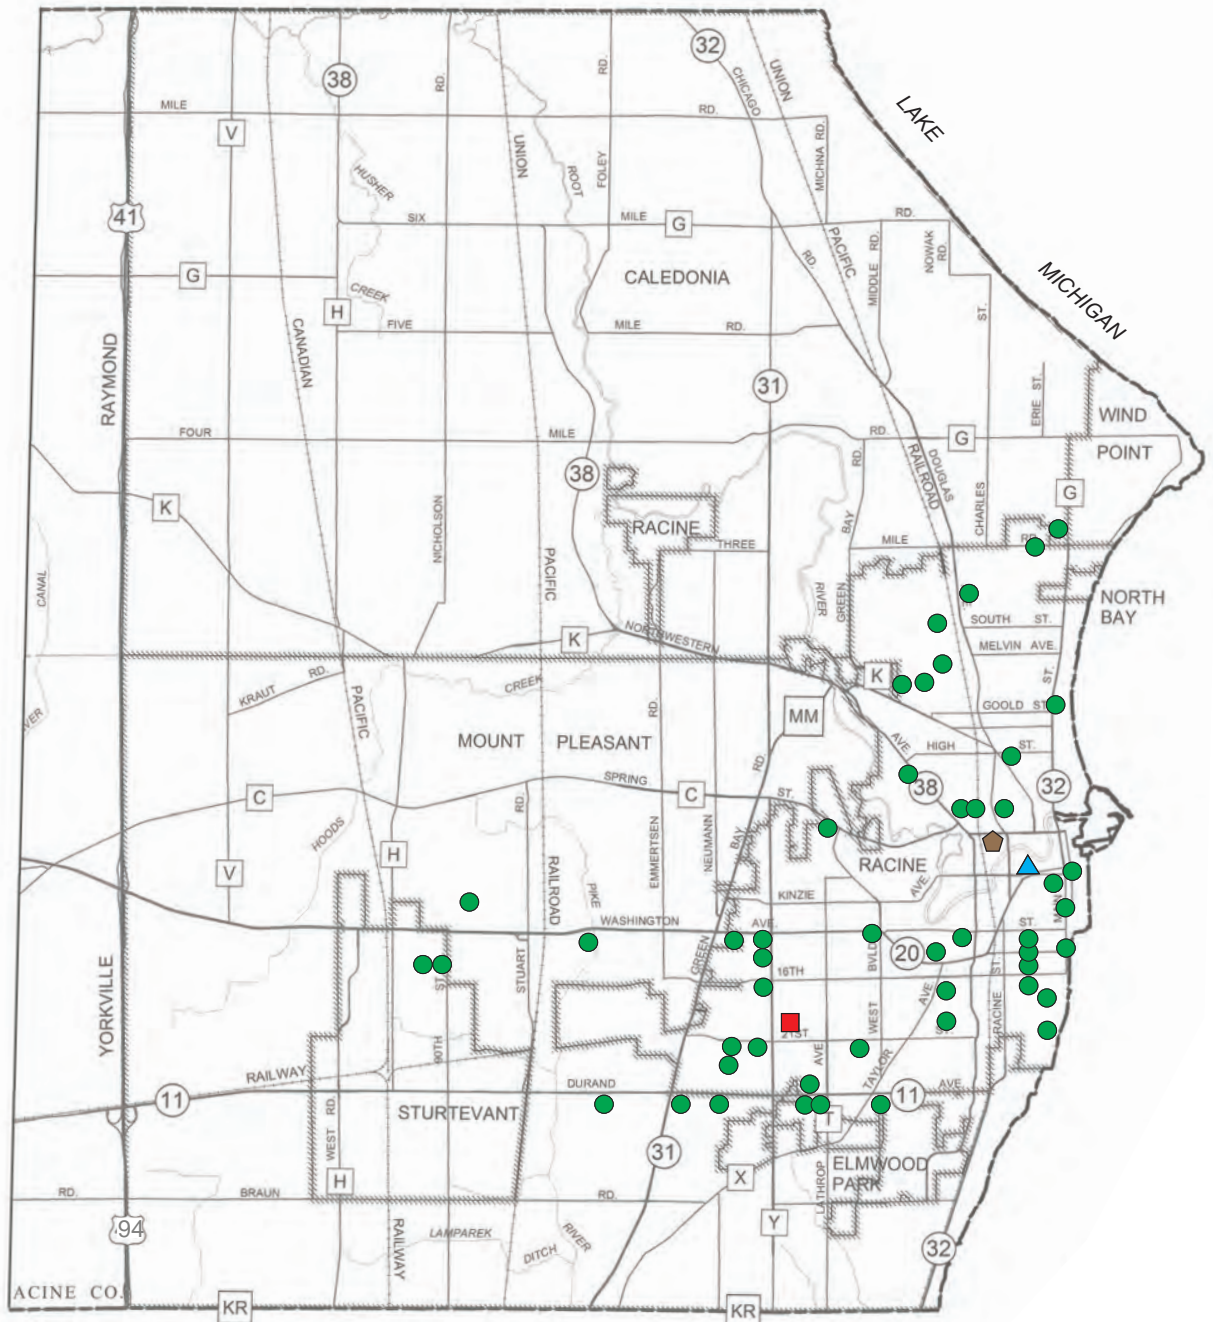 32
38
MILE
RD.
V
UNION
CHICAGO
RD.
RD.
UNION
LAKE
MICHNA RD.
HUSHER
ROOT
FOLEY
41
SIX
MILE
G
RD.
RD.
PACIFIC
MIDDLE RD.
NOWAK
RD.
G
CREEK
CALEDONIA
MICHIGAN
H
FIVE
MILE
RD.
ST.
RAYMOND
CANADIAN
31
ERIE ST.
WIND
POINT
FOUR
MILE
RD.
G
38
RD.
DOUGLAS
RAILROAD
CHARLES
G
K
NICHOLSON
RACINE
THREE
BAY
MILE
RD.
CANAL
PACIFIC
RIVER
GREEN
NORTH
BAY
SOUTH ST.
MELVIN AVE.
K
NORTHWESTERN
KRAUT RD.
PACIFIC
CREEK
RD.
K
ST.
GOOLD ST.
MM
MOUNT PLEASANT
AVE.
HIGH
ST.
RD.
SPRING
C
C
ST.
38
32
HOODS
RD.
EMMERTSEN
NEUMANN
BAY
H
V
RACINE
RAILROAD
PIKE
KINZIE
AVE.
MAIN
WASHINGTON
AVE.
20
ST.
YORKVILLE
ST.
90TH
STUART
GREEN
16TH
BVLD
WEST
AVE.
ST.
RACINE
21ST
ST.
RAILWAY
DURAND
AVE
TAYLOR
11
AVE.
11
WEST RD.
STURTEVANT
T
31
ELMWOOD
PARK
X
H
LATHROP
RD.
BRAUN
RD.
94
Y
RAILWAY
LAMPAREK
DITCH
RIVER
32
ACINE CO.
KR
KR